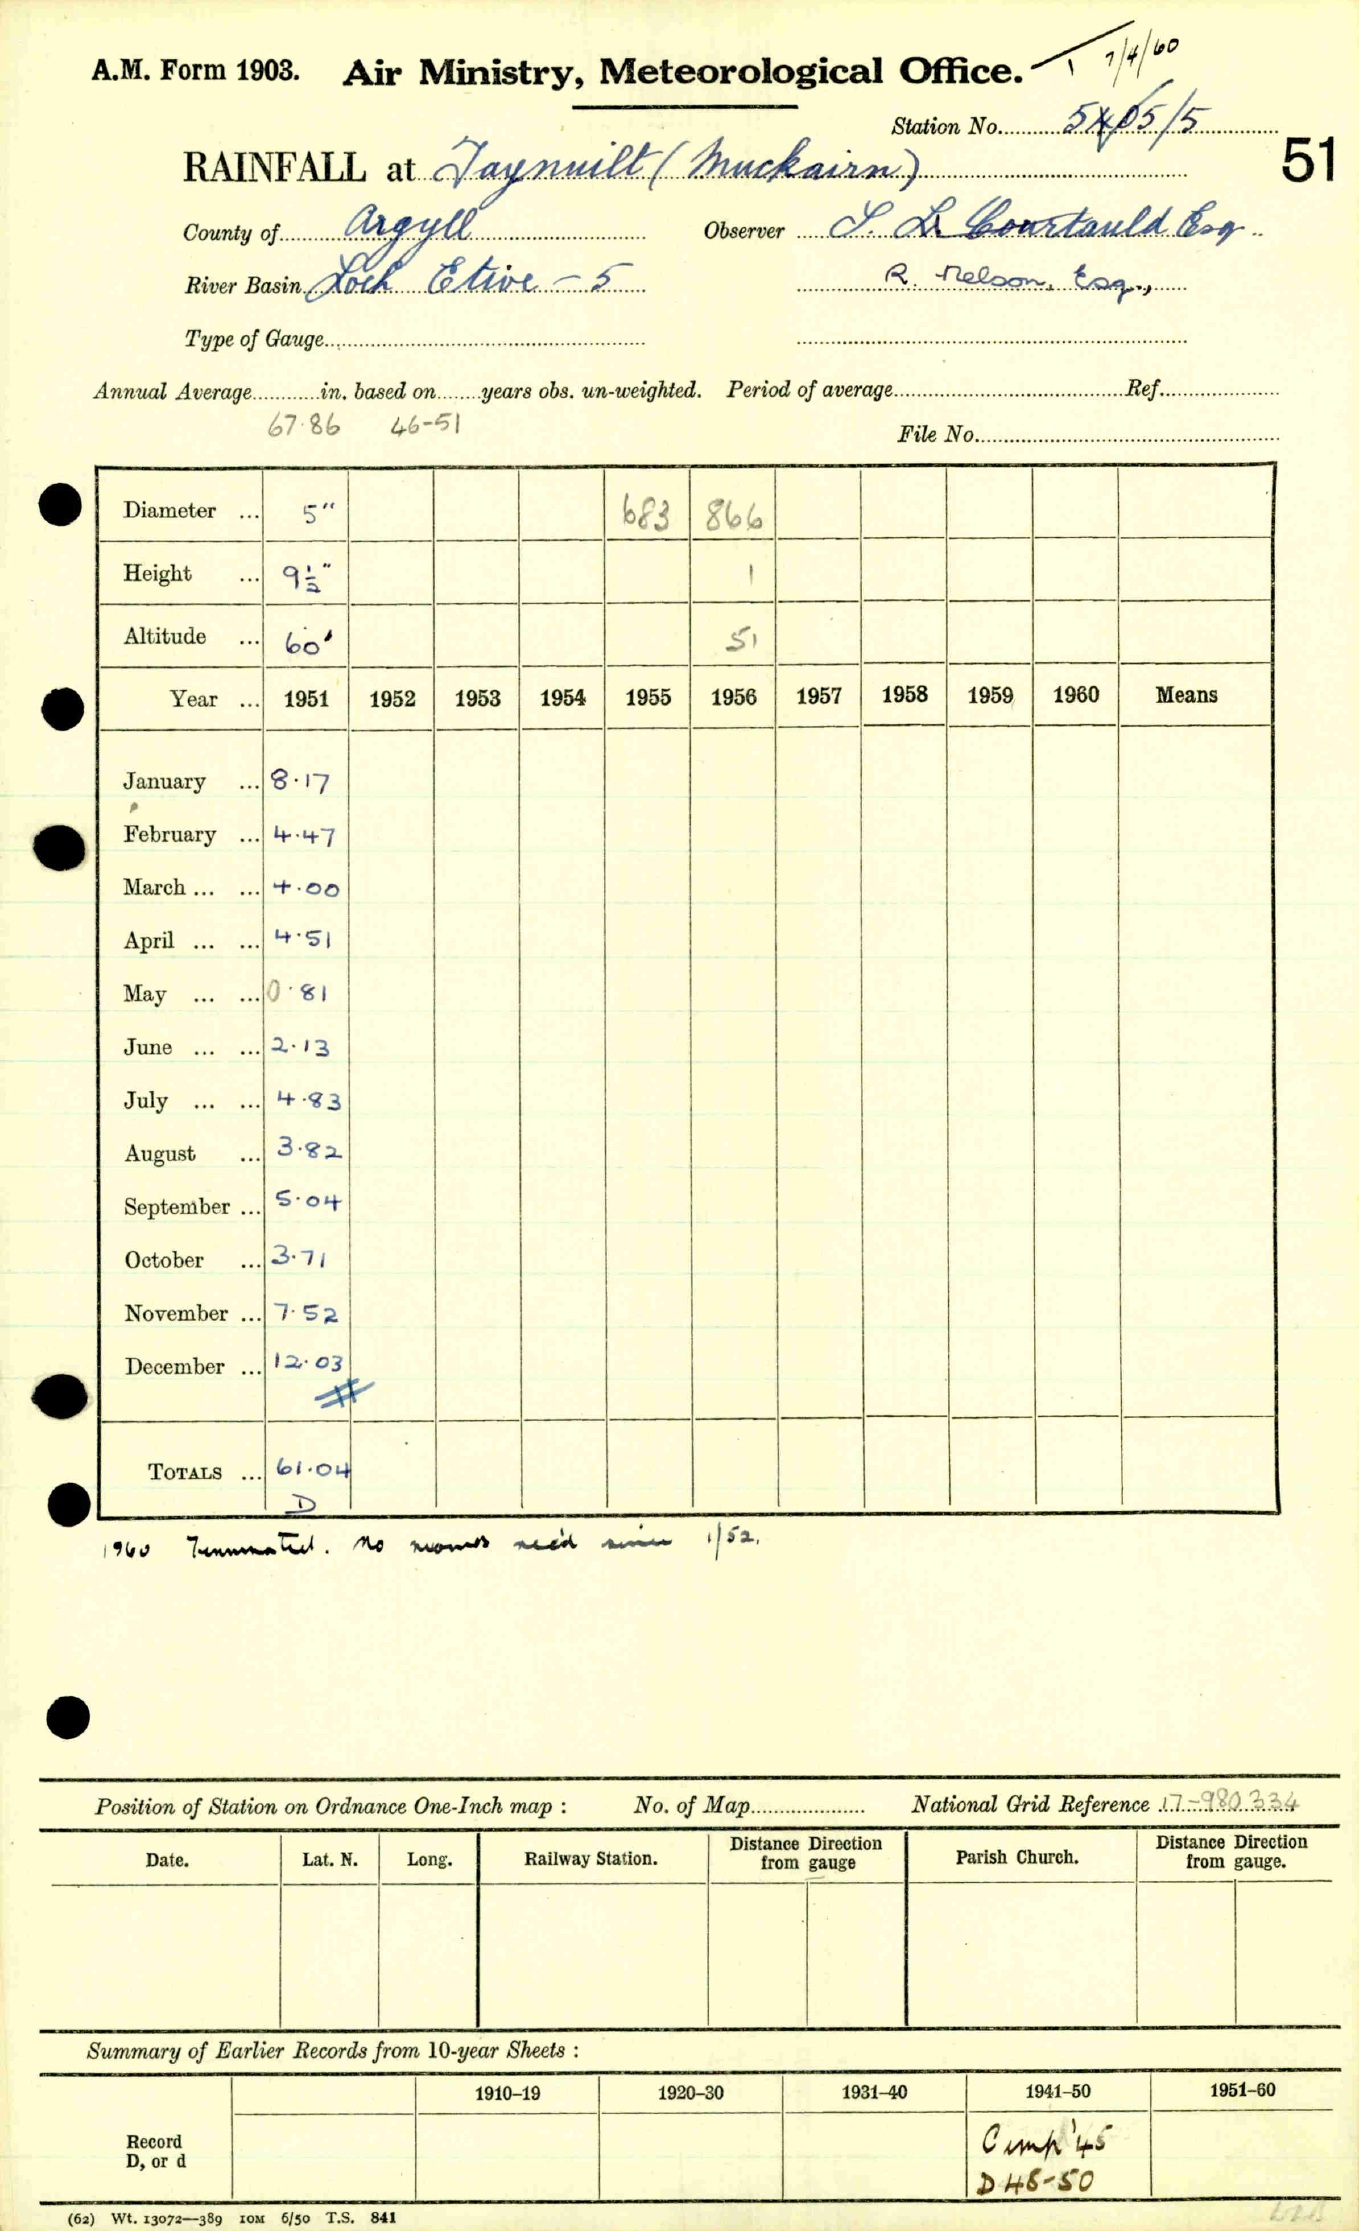 A.M. Form 1903. Air Ministry, Meteorological Office. 7/4/60
Station No. 5405/5
RAINFALL at Taynuilt (Muckairn) 51
County of Argyll Observer S. L. Courtauld Esq
River Basin Loch Etive - 5 R. Nelson, Esq.,
Type of Gauge
Annual Average in. based on years obs. un-weighted. Period of average Ref.
67.86 46-51
File No.
Diameter ... 5" 683 866
Height ... 9½" 1
Altitude ... 60' 51
Year ... 1951 1952 1953 1954 1955 1956 1957 1958 1959 1960 Means
January ... 8.17
February ... 4.47
March ... ... 4.00
April ... ... 4.51
May ... ... 0.81
June ... ... 2.13
July ... ... 4.83
August ... 3.82
September ... 5.04
October ... 3.71
November ... 7.52
December ... 12.03
TOTALS ... 61.04
D
1960 Terminated. No records rec'd since 1/52.
Position of Station on Ordnance One-Inch map : No. of Map National Grid Reference 17-980334
Date. Lat. N. Long. Railway Station. Distance Direction from gauge Parish Church. Distance Direction from gauge.
Summary of Earlier Records from 10-year Sheets :
1910–19 1920–30 1931–40 1941–50 1951–60
Record D, or d
Comp '45
D 46-50
(62) Wt. 13072—389 10M 6/50 T.S. 841